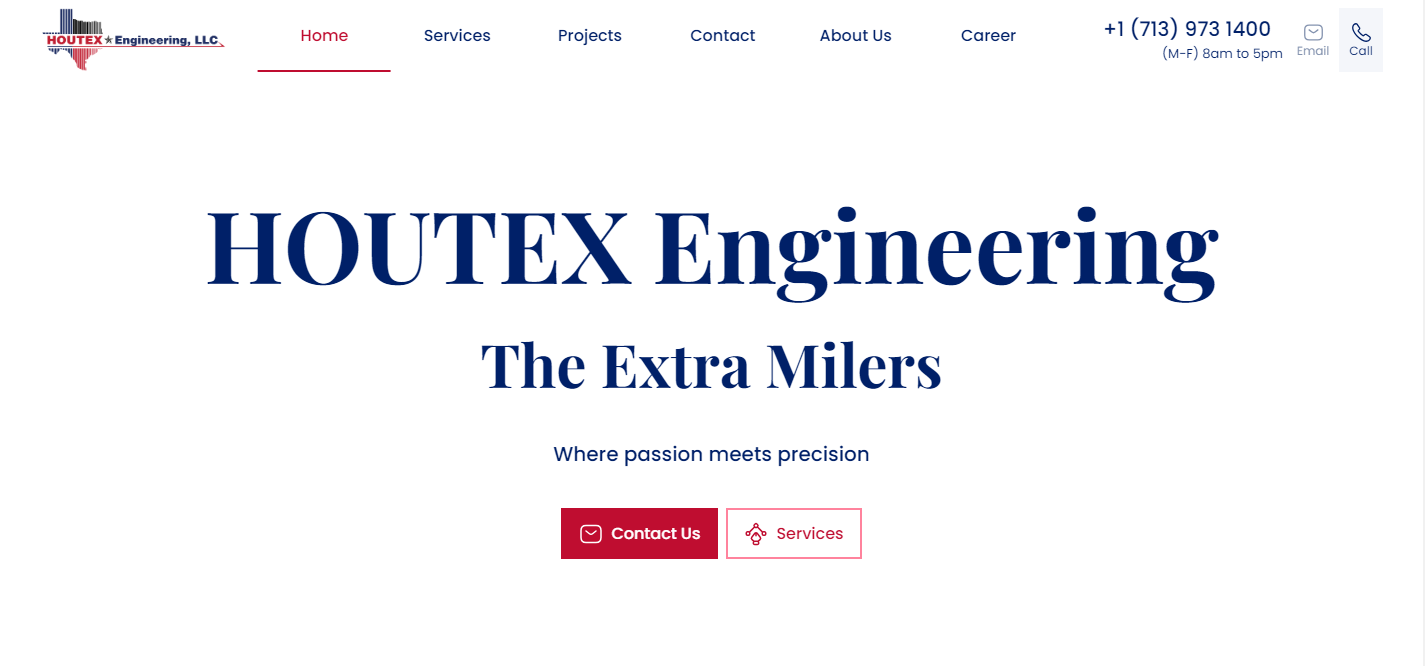 HOUTEX★Engineering, LLC
Home
Services
Projects
Contact
About Us
Career
+1 (713) 973 1400
(M-F) 8am to 5pm
Email
Call
HOUTEX Engineering
The Extra Milers
Where passion meets precision
Contact Us
Services